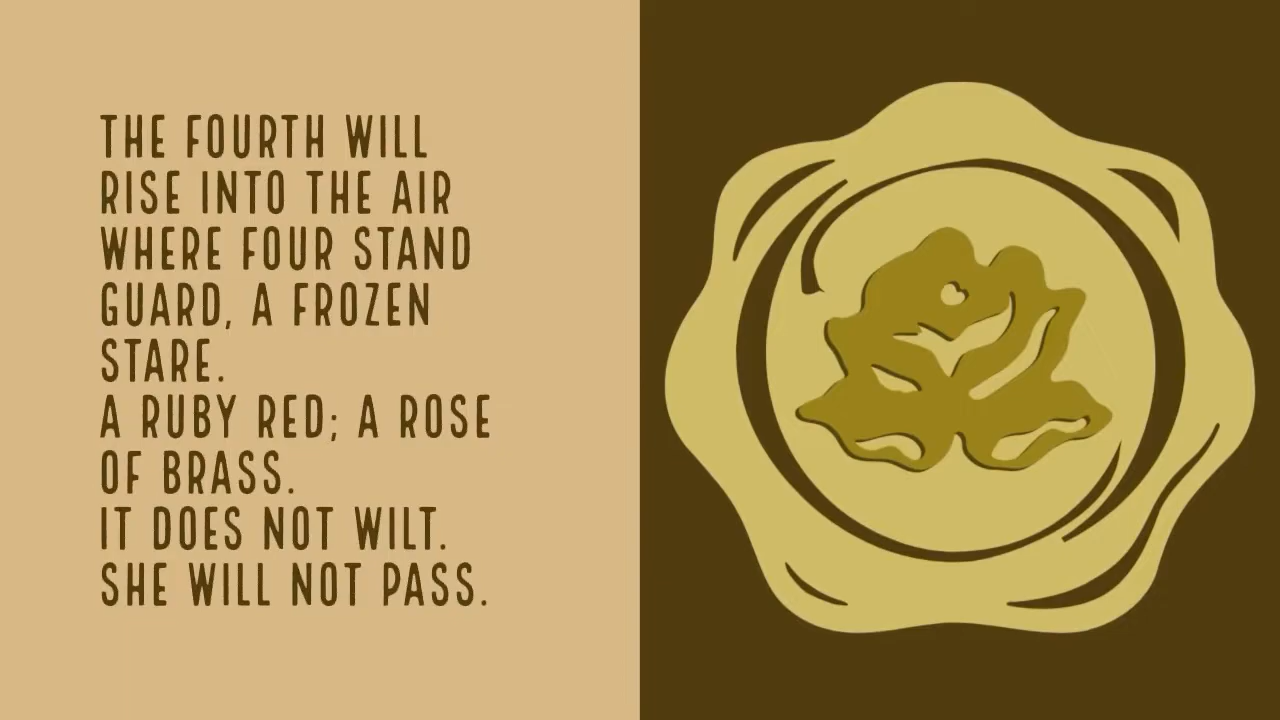 THE FOURTH WILL
RISE INTO THE AIR
WHERE FOUR STAND
GUARD, A FROZEN
STARE.
A RUBY RED; A ROSE
OF BRASS.
IT DOES NOT WILT.
SHE WILL NOT PASS.